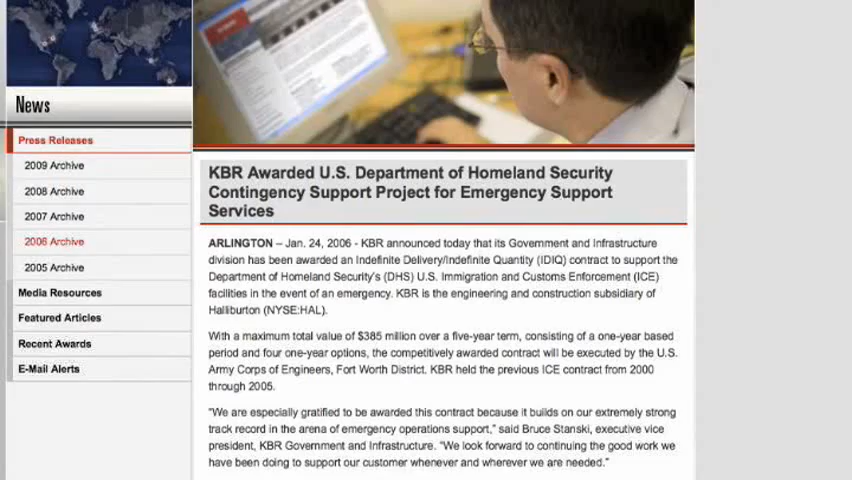 News
Press Releases
2009 Archive
2008 Archive
2007 Archive
2006 Archive
2005 Archive
Media Resources
Featured Articles
Recent Awards
E-Mail Alerts
KBR Awarded U.S. Department of Homeland Security
Contingency Support Project for Emergency Support
Services
ARLINGTON – Jan. 24, 2006 - KBR announced today that its Government and Infrastructure
division has been awarded an Indefinite Delivery/Indefinite Quantity (IDIQ) contract to support the
Department of Homeland Security's (DHS) U.S. Immigration and Customs Enforcement (ICE)
facilities in the event of an emergency. KBR is the engineering and construction subsidiary of
Halliburton (NYSE:HAL).
With a maximum total value of $385 million over a five-year term, consisting of a one-year based
period and four one-year options, the competitively awarded contract will be executed by the U.S.
Army Corps of Engineers, Fort Worth District. KBR held the previous ICE contract from 2000
through 2005.
"We are especially gratified to be awarded this contract because it builds on our extremely strong
track record in the arena of emergency operations support," said Bruce Stanski, executive vice
president, KBR Government and Infrastructure. "We look forward to continuing the good work we
have been doing to support our customer whenever and wherever we are needed."